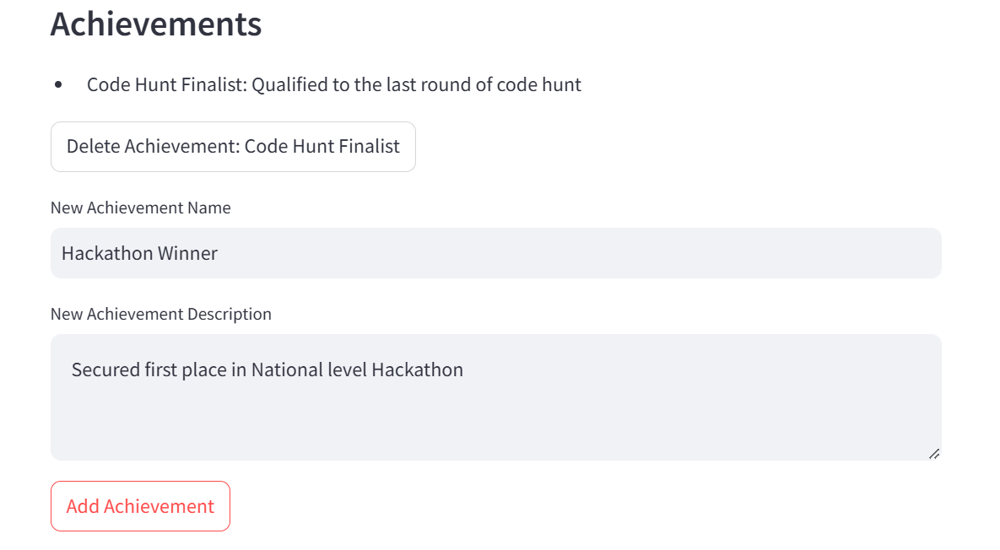 Achievements
• Code Hunt Finalist: Qualified to the last round of code hunt
Delete Achievement: Code Hunt Finalist
New Achievement Name
Hackathon Winner
New Achievement Description
Secured first place in National level Hackathon
Add Achievement